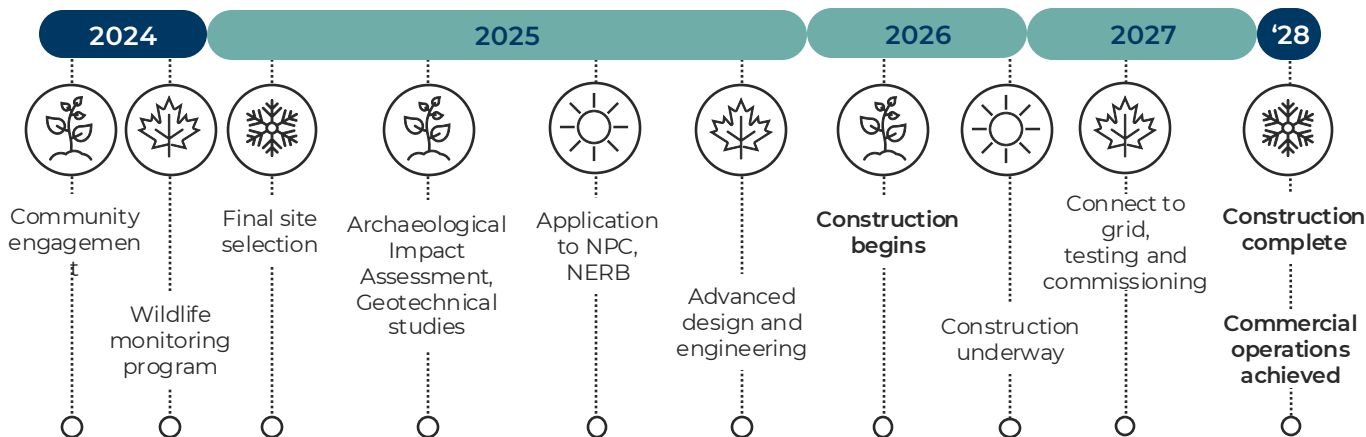 2024
2025
2026
2027
‘28
Community
engagemen
t
Wildlife
monitoring
program
Final site
selection
Archaeological
Impact
Assessment,
Geotechnical
studies
Application
to NPC,
NERB
Advanced
design and
engineering
Construction
begins
Construction
underway
Connect to
grid,
testing and
commissioning
Construction
complete
Commercial
operations
achieved